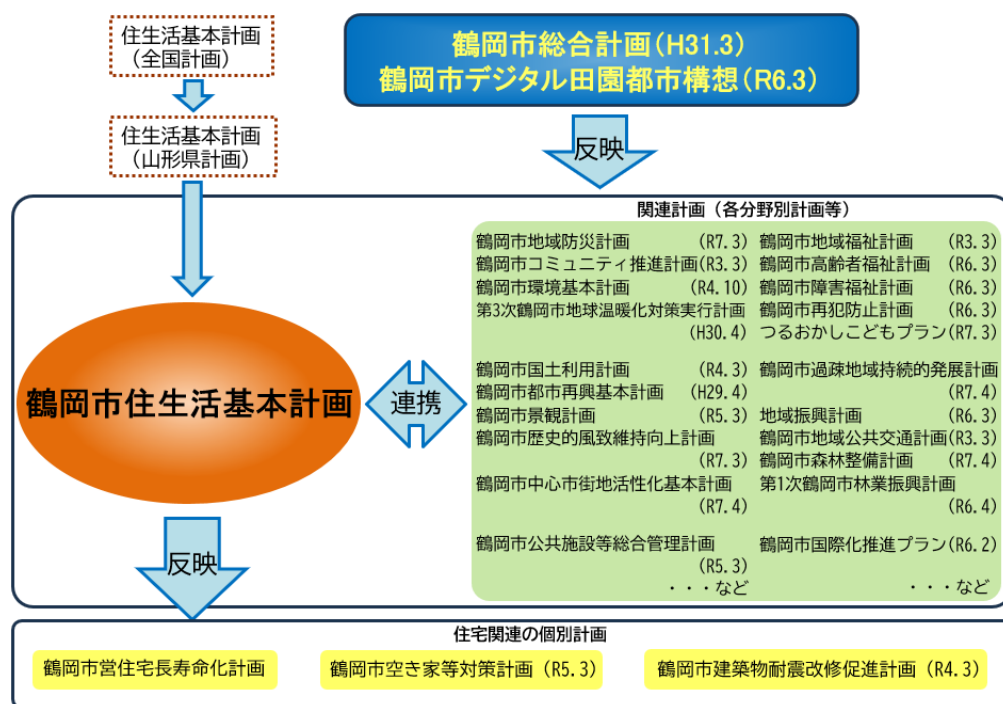 住生活基本計画
（全国計画）
鶴岡市総合計画（H31.3）
鶴岡市デジタル田園都市構想（R6.3）
住生活基本計画
（山形県計画）
反映
関連計画（各分野別計画等）
鶴岡市地域防災計画 (R7.3)
鶴岡市コミュニティ推進計画(R3.3)
鶴岡市環境基本計画 (R4.10)
第3次鶴岡市地球温暖化対策実行計画
(H30.4)
鶴岡市国土利用計画 (R4.3)
鶴岡市都市再興基本計画 (H29.4)
鶴岡市景観計画 (R5.3)
鶴岡市歴史的風致維持向上計画
(R7.3)
鶴岡市中心市街地活性化基本計画
(R7.4)
鶴岡市公共施設等総合管理計画
(R5.3)
・・・など
鶴岡市地域福祉計画 (R3.3)
鶴岡市高齢者福祉計画 (R6.3)
鶴岡市障害福祉計画 (R6.3)
鶴岡市再犯防止計画 (R6.3)
つるおかしこどもプラン(R7.3)
鶴岡市過疎地域持続的発展計画
(R7.4)
地域振興計画 (R6.3)
鶴岡市地域公共交通計画(R3.3)
鶴岡市森林整備計画 (R7.4)
第1次鶴岡市林業振興計画
(R6.4)
鶴岡市国際化推進プラン(R6.2)
・・・など
鶴岡市住生活基本計画
連携
反映
住宅関連の個別計画
鶴岡市営住宅長寿命化計画
鶴岡市空き家等対策計画(R5.3)
鶴岡市建築物耐震改修促進計画(R4.3)